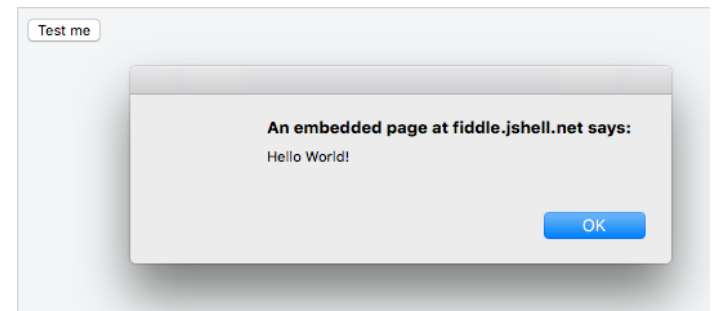 Test me
An embedded page at fiddle.jshell.net says:
Hello World!
OK